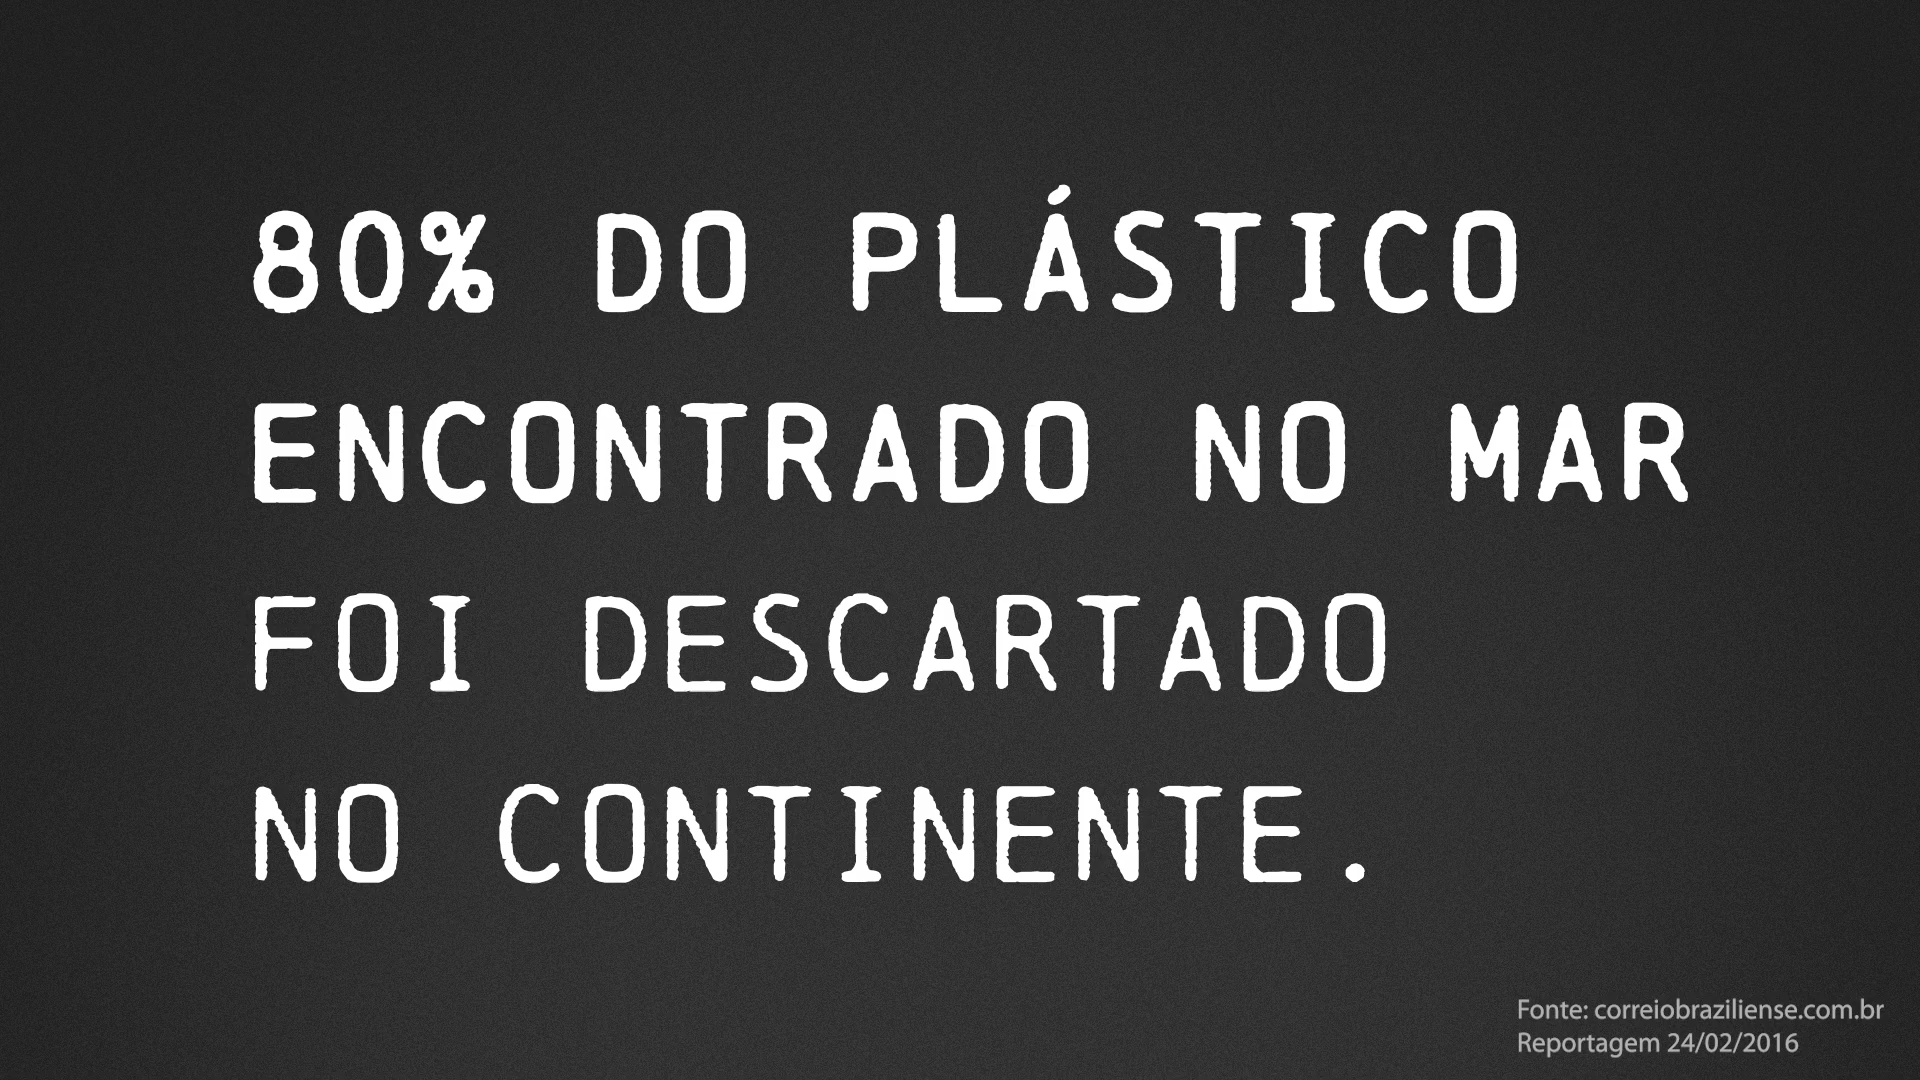 80% DO PLÁSTICO
ENCONTRADO NO MAR
FOI DESCARTADO
NO CONTINENTE.
Fonte: correiobraziliense.com.br
Reportagem 24/02/2016